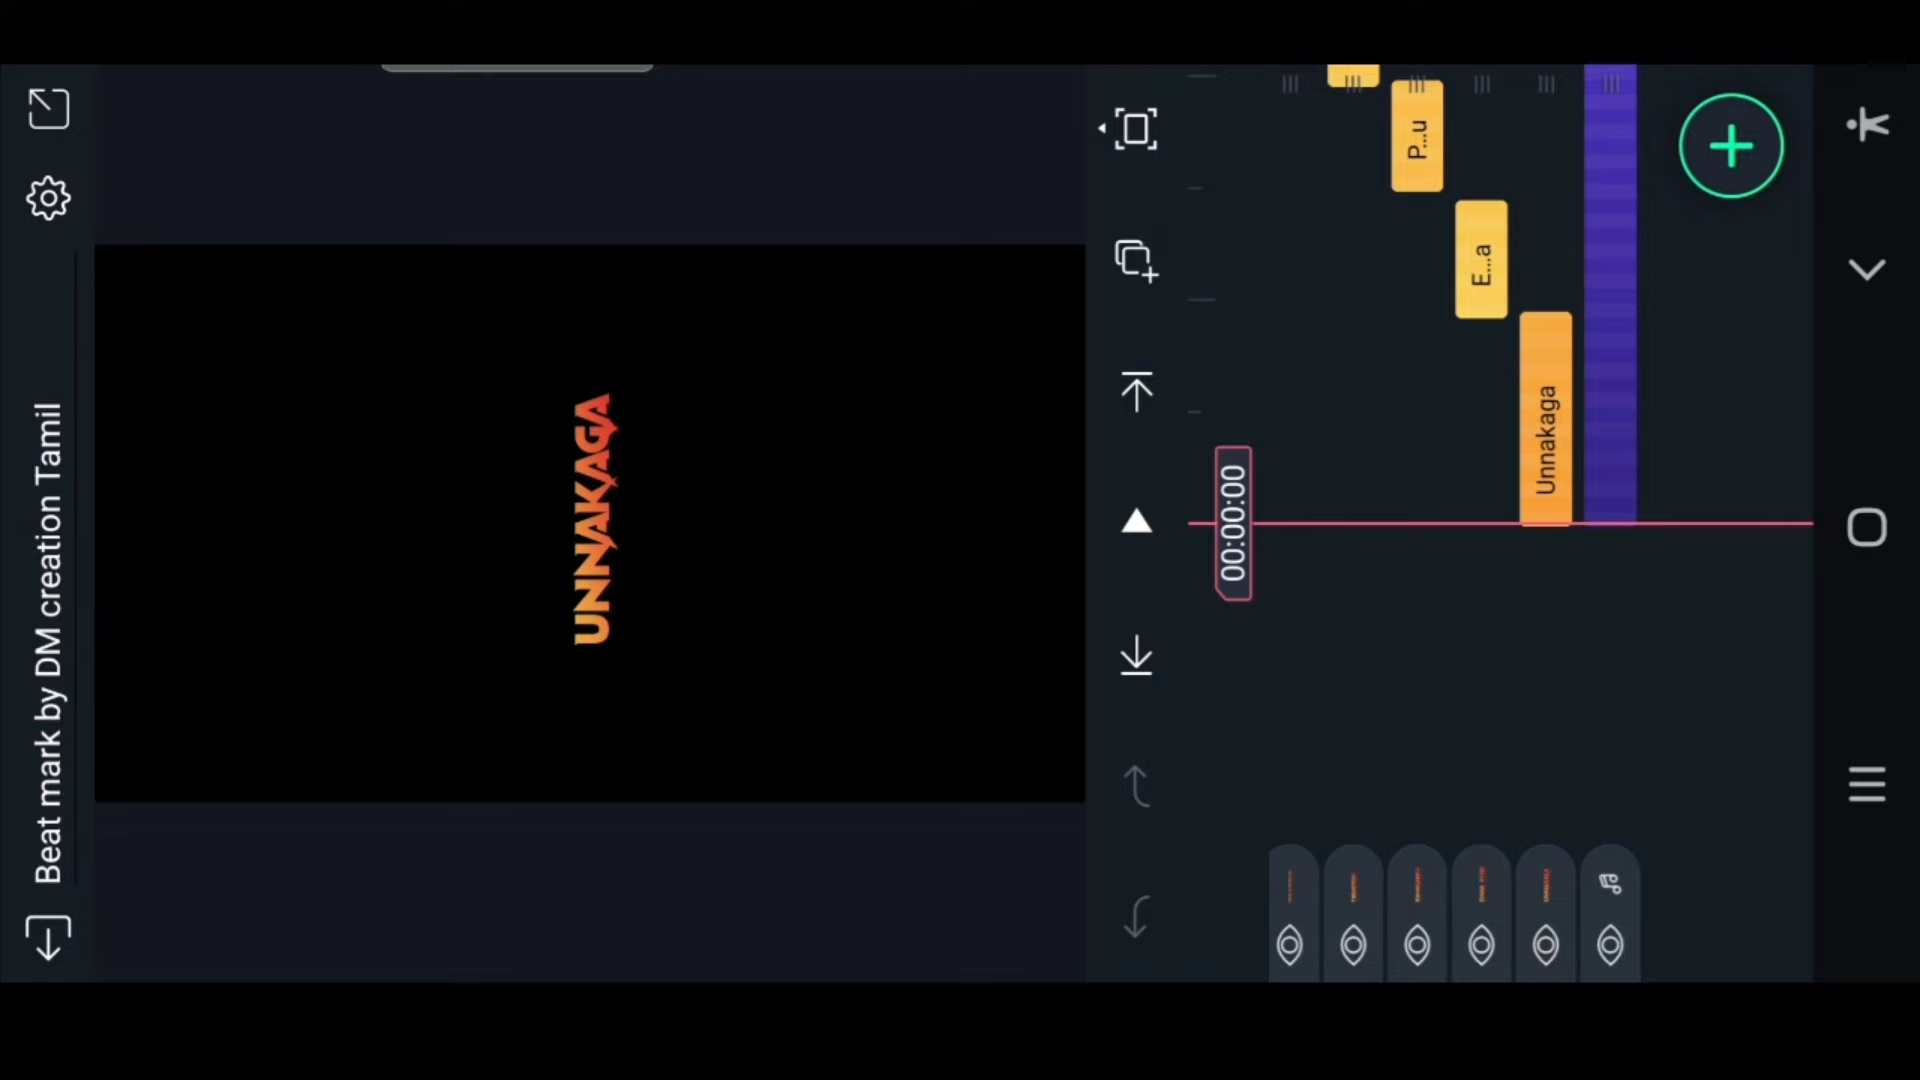 Beat mark by DM creation Tamil
UNNAKAGA
00:00:00
P...u
E...a
Unnakaga